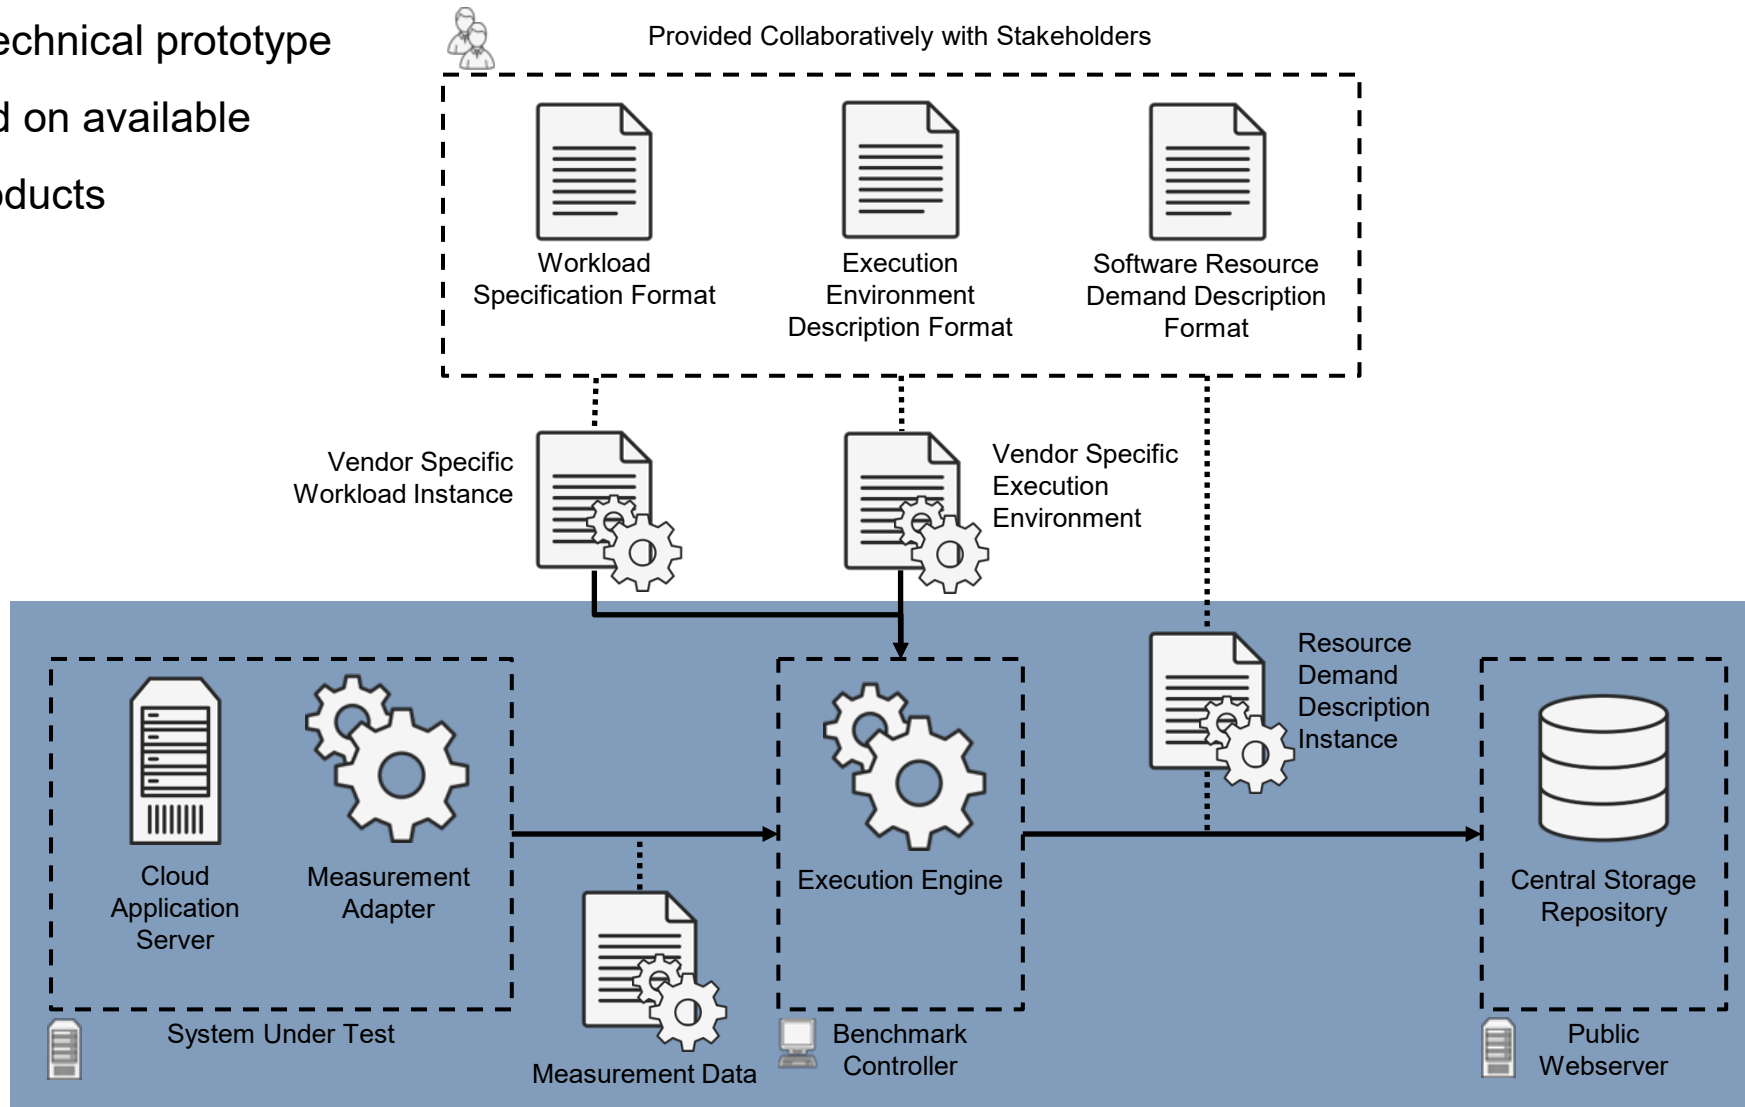 echnical prototype
d on available
oducts
Provided Collaboratively with Stakeholders
Workload
Specification Format
Execution
Environment
Description Format
Software Resource
Demand Description
Format
Vendor Specific
Workload Instance
Vendor Specific
Execution
Environment
Resource
Demand
Description
Instance
Cloud
Application
Server
Measurement
Adapter
Execution Engine
Central Storage
Repository
System Under Test
Measurement Data
Benchmark
Controller
Public
Webserver